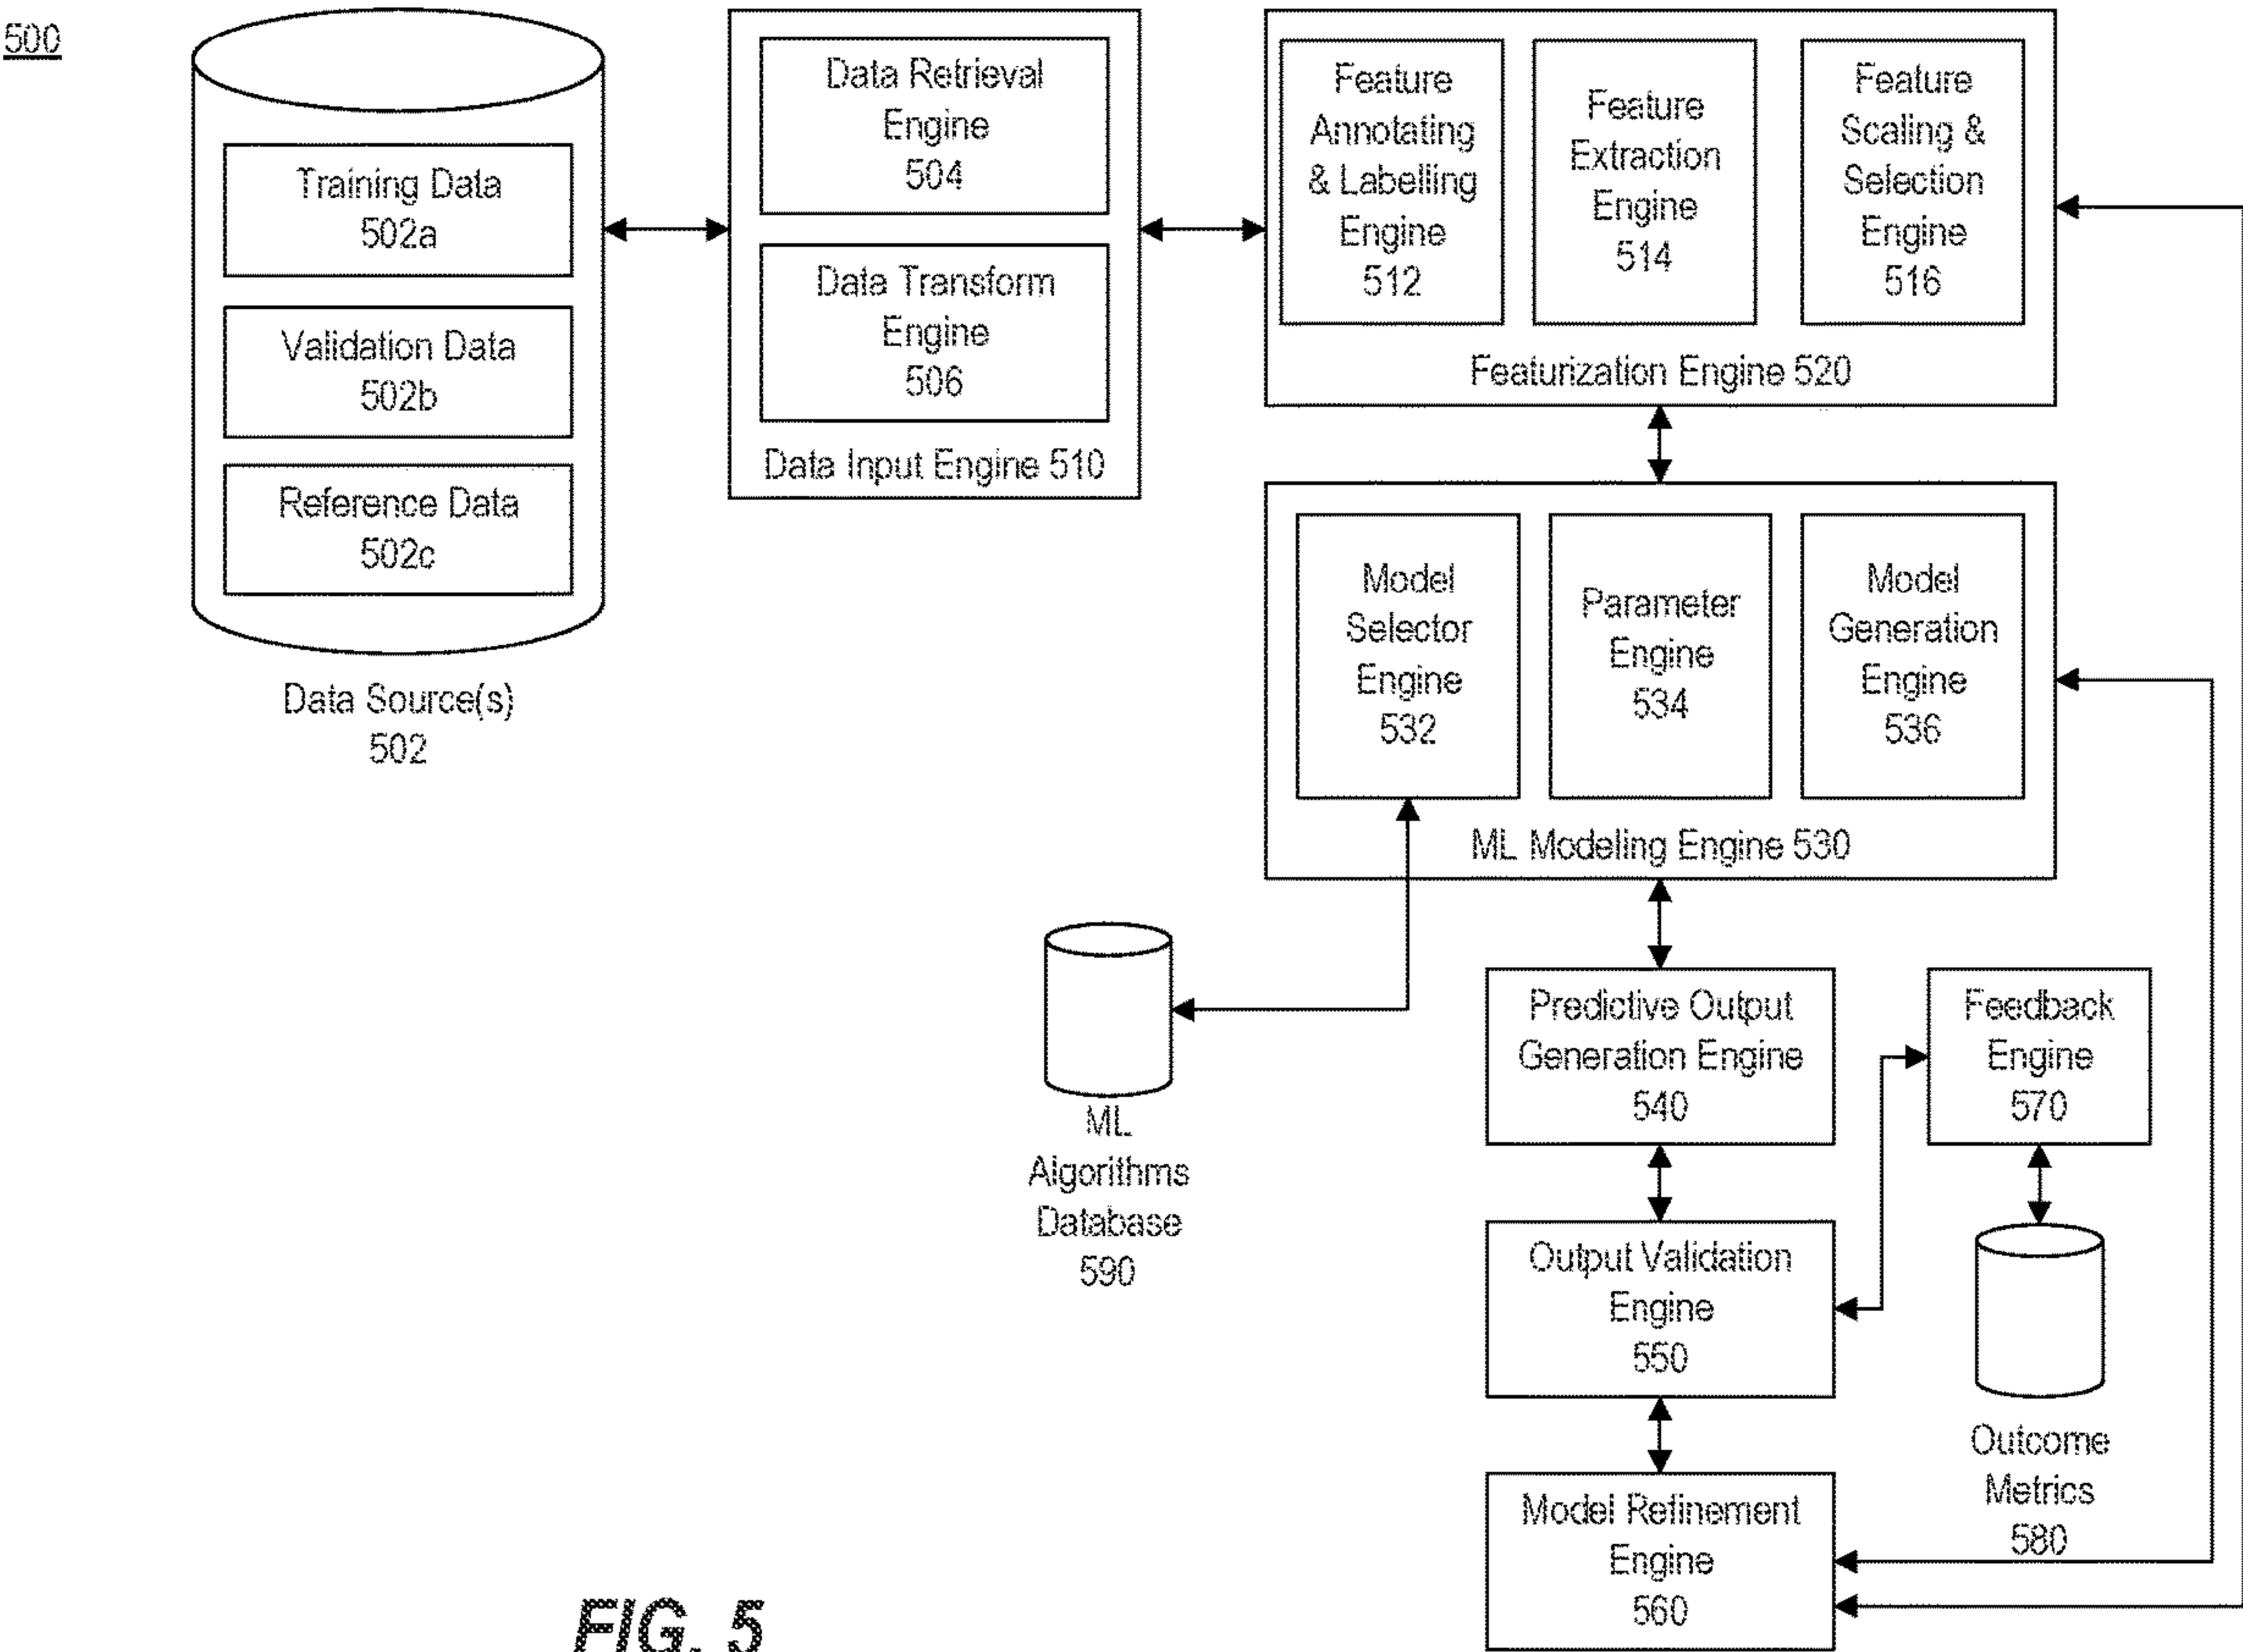 500
Training Data
502a
Validation Data
502b
Reference Data
502c
Data Source(s)
502
Data Retrieval
Engine
504
Data Transform
Engine
506
Data Input Engine 510
Feature
Annotating
& Labelling
Engine
512
Feature
Extraction
Engine
514
Feature
Scaling &
Selection
Engine
516
Featurization Engine 520
Model
Selector
Engine
532
Parameter
Engine
534
Model
Generation
Engine
536
ML Modeling Engine 530
ML
Algorithms
Database
590
Predictive Output
Generation Engine
540
Feedback
Engine
570
Output Validation
Engine
550
Outcome
Metrics
580
Model Refinement
Engine
560
FIG. 5